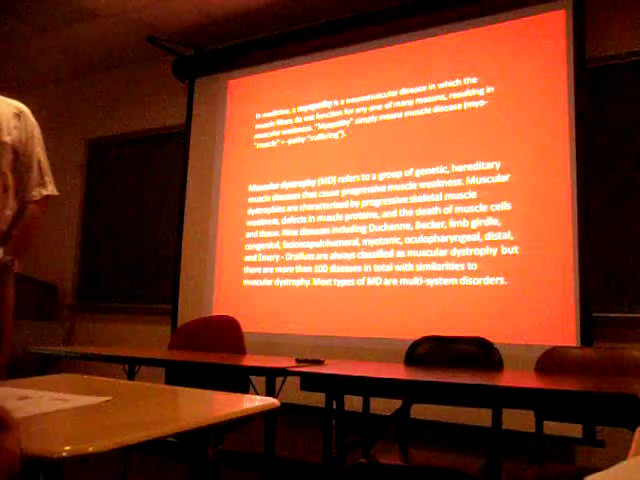 In medicine, a myopathy is a neuromuscular disease in which the
muscle fibers do not function for any one of many reasons, resulting in
muscular weakness. "Myopathy" simply means muscle disease (myo-
"muscle" + -pathy "suffering").
Muscular dystrophy (MD) refers to a group of genetic, hereditary
muscle diseases that cause progressive muscle weakness. Muscular
dystrophies are characterized by progressive skeletal muscle
weakness, defects in muscle proteins, and the death of muscle cells
and tissue. Nine diseases including Duchenne, Becker, limb girdle,
congenital, facioscapulohumeral, myotonic, oculopharyngeal, distal,
and Emery - Dreifuss are always classified as muscular dystrophy but
there are more than 100 diseases in total with similarities to
muscular dystrophy. Most types of MD are multi-system disorders.